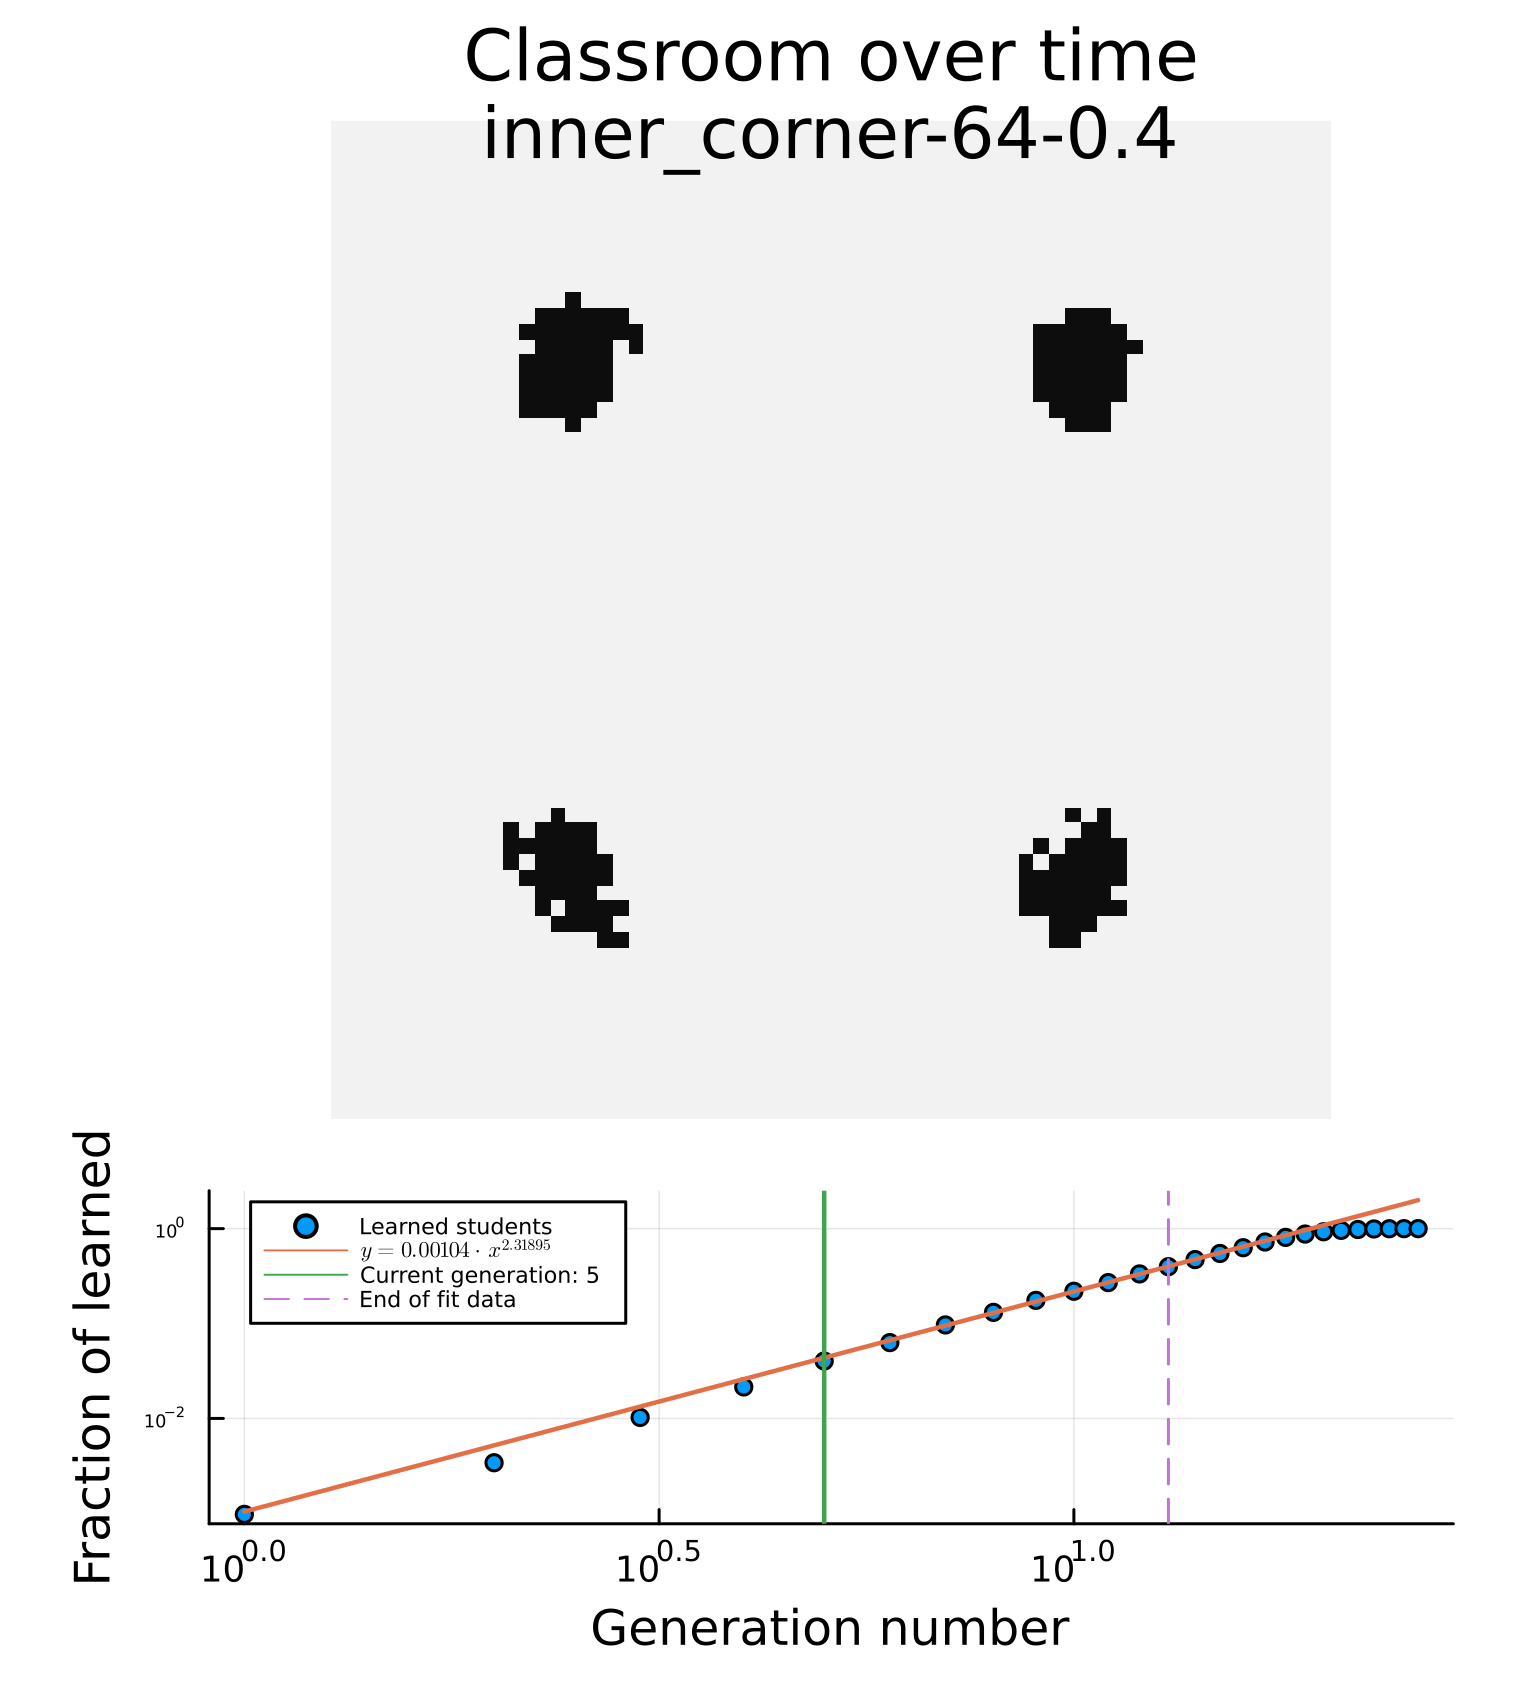 Classroom over time
inner_corner-64-0.4
Fraction of learned
10^0
10^−2
Learned students
y = 0.00104 · x^2.31895
Current generation: 5
End of fit data
10^0.0
10^0.5
10^1.0
Generation number